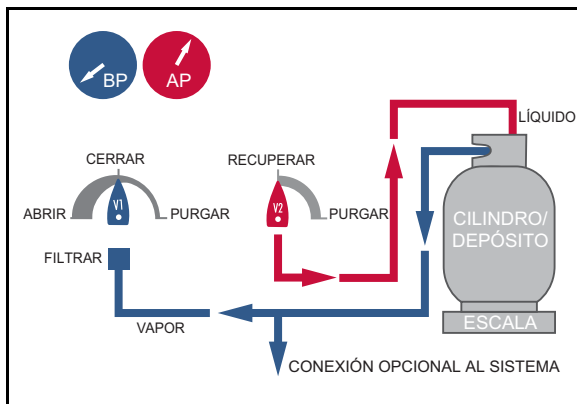 BP
AP
LÍQUIDO
CERRAR
RECUPERAR
V1
V2
ABRIR
PURGAR
PURGAR
CILINDRO/
DEPÓSITO
FILTRAR
ESCALA
VAPOR
CONEXIÓN OPCIONAL AL SISTEMA